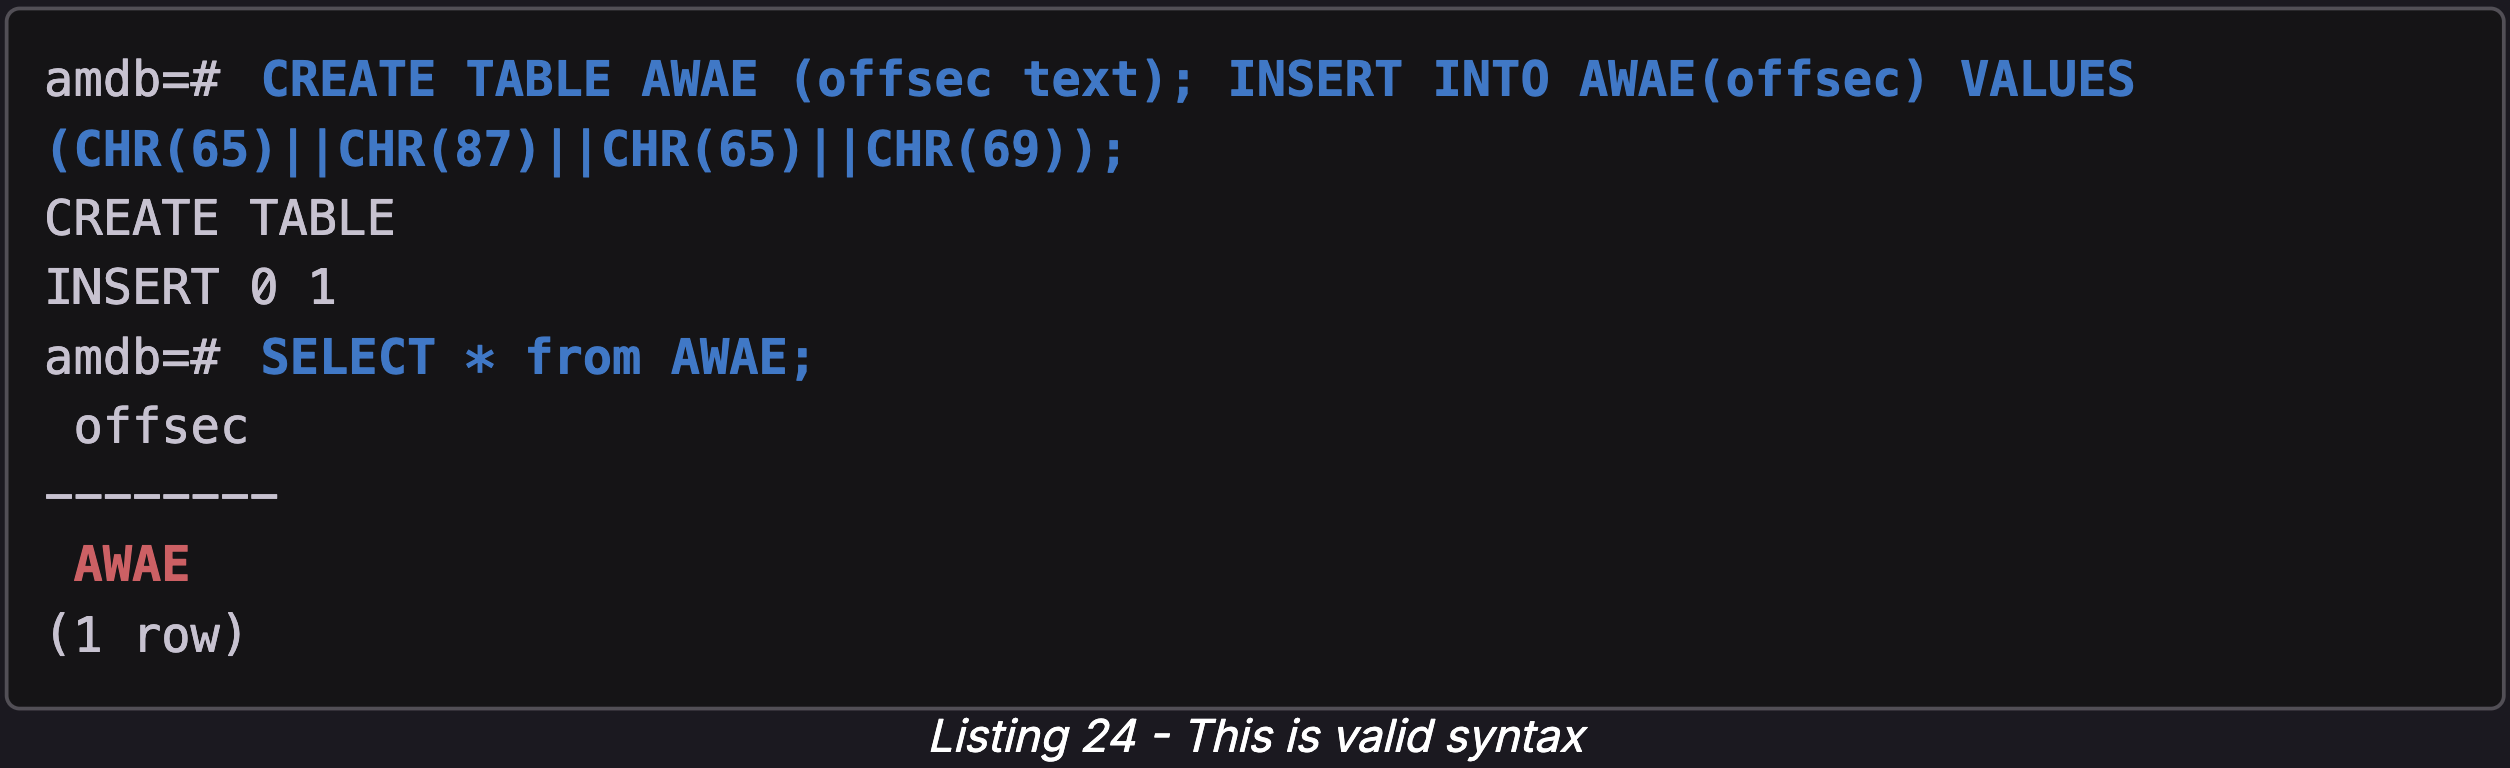 amdb=# CREATE TABLE AWAE (offsec text); INSERT INTO AWAE(offsec) VALUES
(CHR(65)||CHR(87)||CHR(65)||CHR(69));
CREATE TABLE
INSERT 0 1
amdb=# SELECT * from AWAE;
 offsec
--------
 AWAE
(1 row)
Listing 24 - This is valid syntax